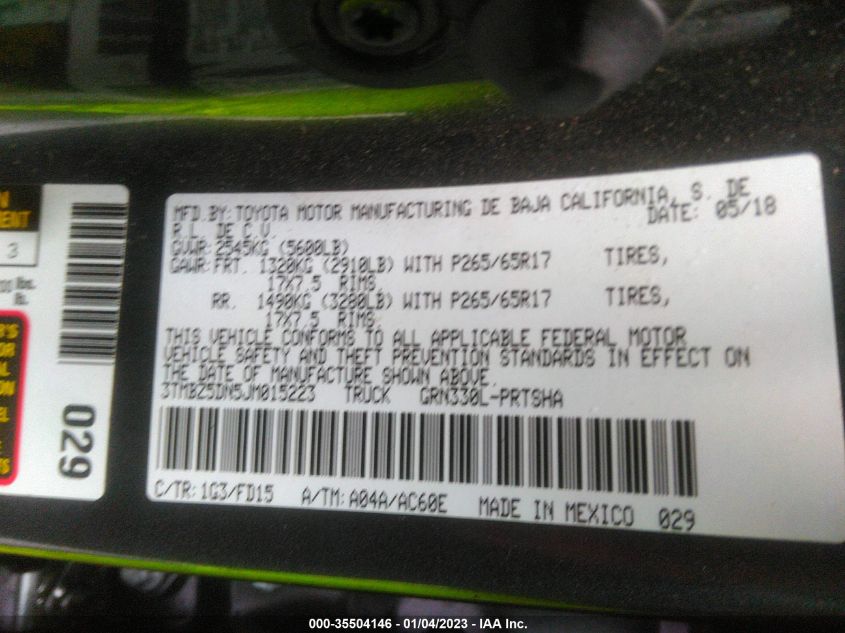 MFD.BY:TOYOTA MOTOR MANUFACTURING DE BAJA CALIFORNIA, S. DE
R.L. DE C.V. DATE: 05/18
GVWR:2545KG (5600LB)
GAWR:FRT. 1320KG (2910LB) WITH P265/65R17 TIRES,
17X7.5 RIMS,
RR. 1490KG (3280LB) WITH P265/65R17 TIRES,
17X7.5 RIMS,
THIS VEHICLE CONFORMS TO ALL APPLICABLE FEDERAL MOTOR
VEHICLE SAFETY AND THEFT PREVENTION STANDARDS IN EFFECT ON
THE DATE OF MANUFACTURE SHOWN ABOVE.
3TMBZ5DN5JM015223 TRUCK GRN330L-PRTSHA
C/TR:1G3/FD15 A/TM:A04A/AC60E MADE IN MEXICO 029
3
lbs.
029
000-35504146 - 01/04/2023 - IAA Inc.